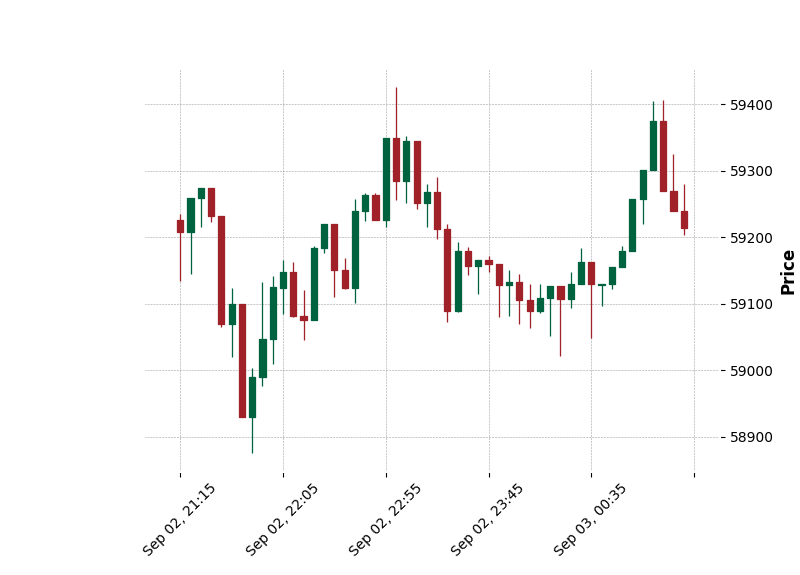 59400
59300
59200
59100
59000
58900
Price
Sep 02, 21:15
Sep 02, 22:05
Sep 02, 22:55
Sep 02, 23:45
Sep 03, 00:35